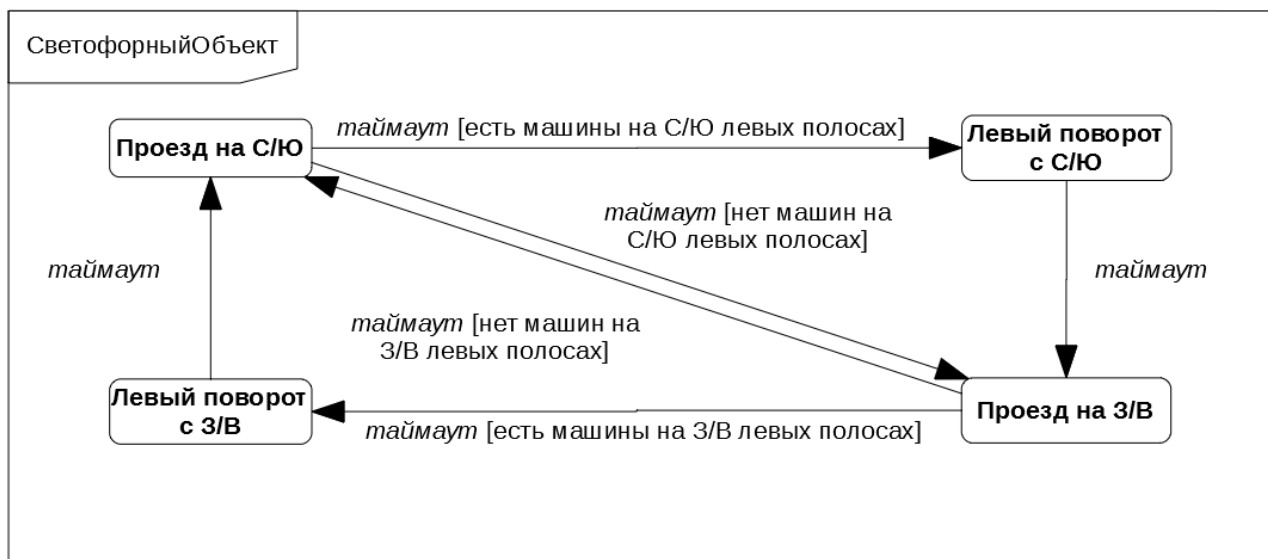 СветофорныйОбъект
таймаут [есть машины на С/Ю левых полосах]
Проезд на С/Ю
Левый поворот
с С/Ю
таймаут [нет машин на
С/Ю левых полосах]
таймаут
таймаут
таймаут [нет машин на
З/В левых полосах]
Левый поворот
с З/В
Проезд на З/В
таймаут [есть машины на З/В левых полосах]